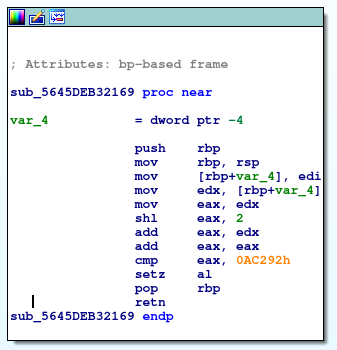 ; Attributes: bp-based frame
sub_5645DEB32169 proc near
var_4 = dword ptr -4
push rbp
mov rbp, rsp
mov [rbp+var_4], edi
mov edx, [rbp+var_4]
mov eax, edx
shl eax, 2
add eax, edx
add eax, eax
cmp eax, 0AC292h
setz al
pop rbp
retn
sub_5645DEB32169 endp